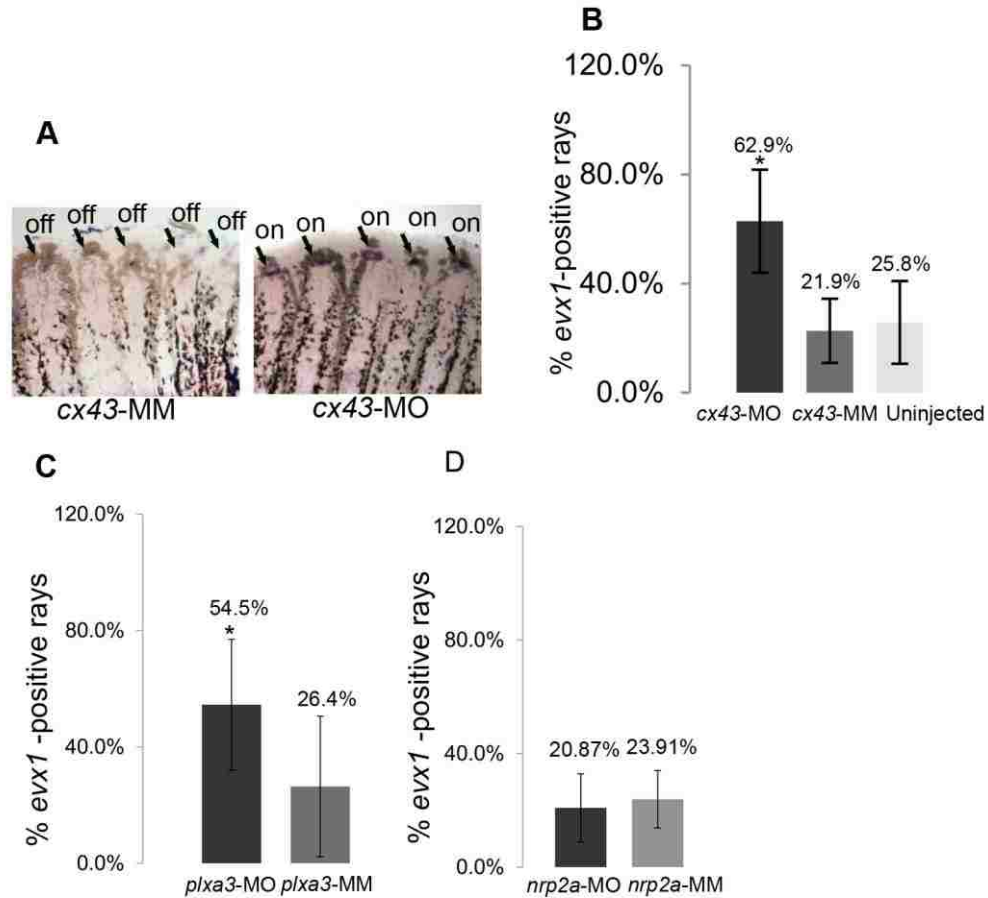 A
off off off off off
on on on on on
cx43-MM cx43-MO
B
120.0%
80.0%
40.0%
0.0%
% evx1-positive rays
62.9%
*
21.9%
25.8%
cx43-MO cx43-MM Uninjected
C
120.0%
80.0%
40.0%
0.0%
% evx1 -positive rays
54.5%
*
26.4%
plxa3-MO plxa3-MM
D
120.0%
80.0%
40.0%
0.0%
% evx1 -positive rays
20.87% 23.91%
nrp2a-MO nrp2a-MM